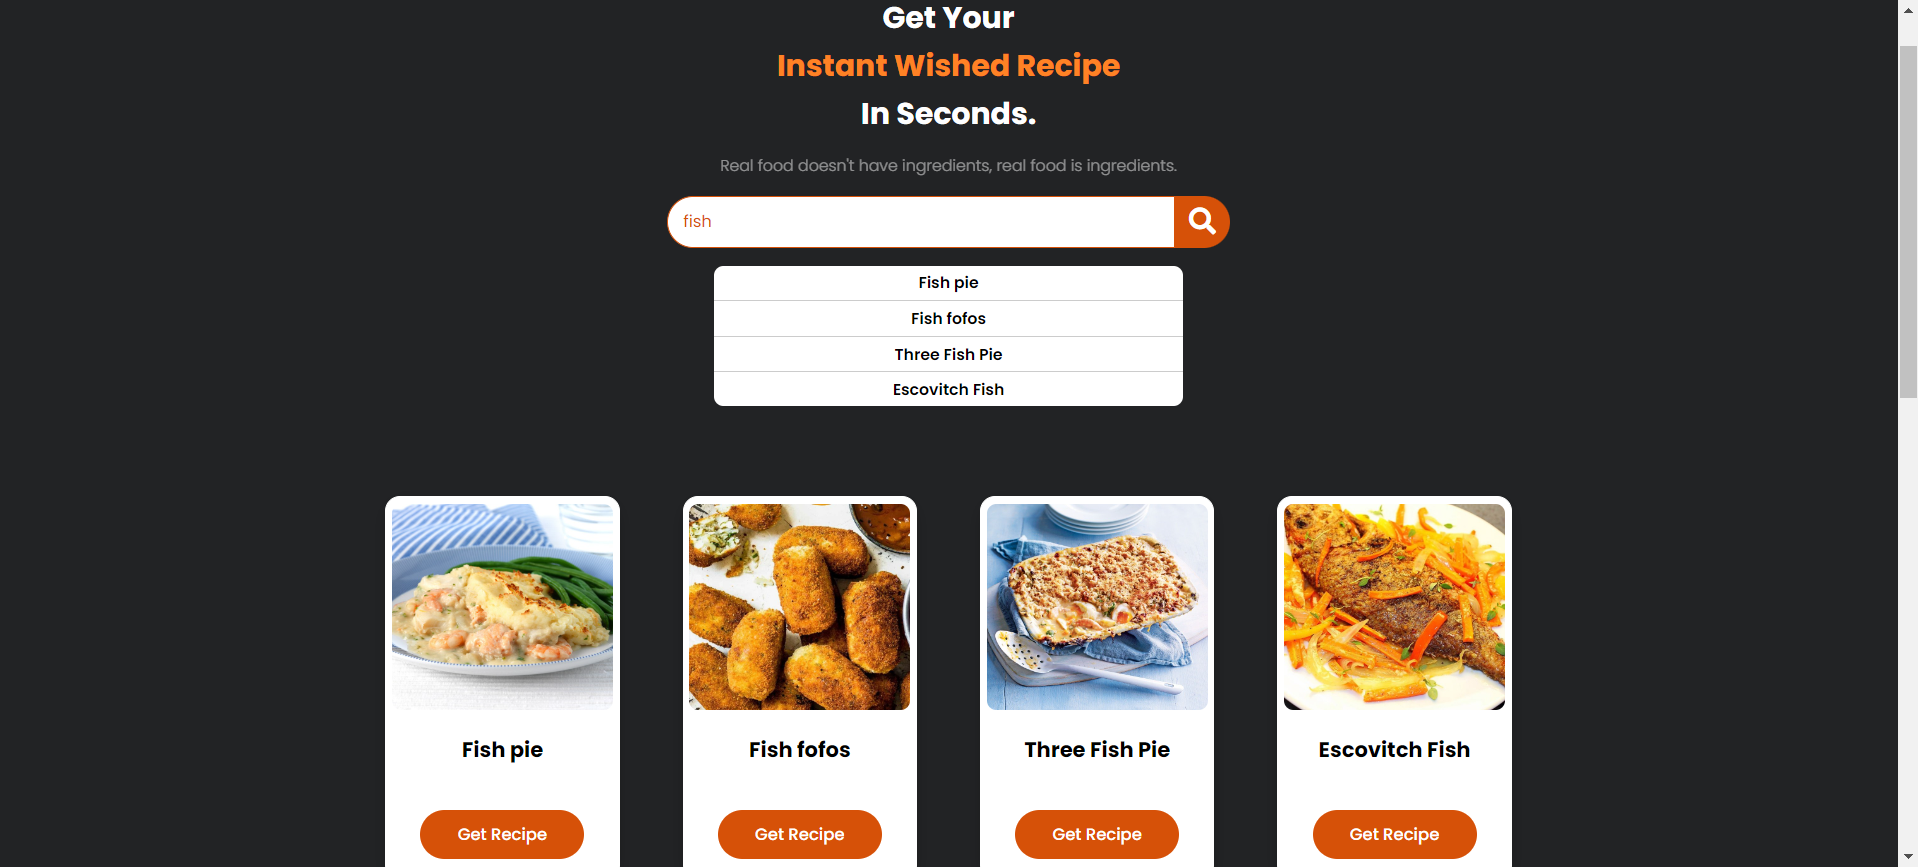 Get Your
Instant Wished Recipe
In Seconds.
Real food doesn't have ingredients, real food is ingredients.
fish
Fish pie
Fish fofos
Three Fish Pie
Escovitch Fish
Fish pie
Fish fofos
Three Fish Pie
Escovitch Fish
Get Recipe
Get Recipe
Get Recipe
Get Recipe